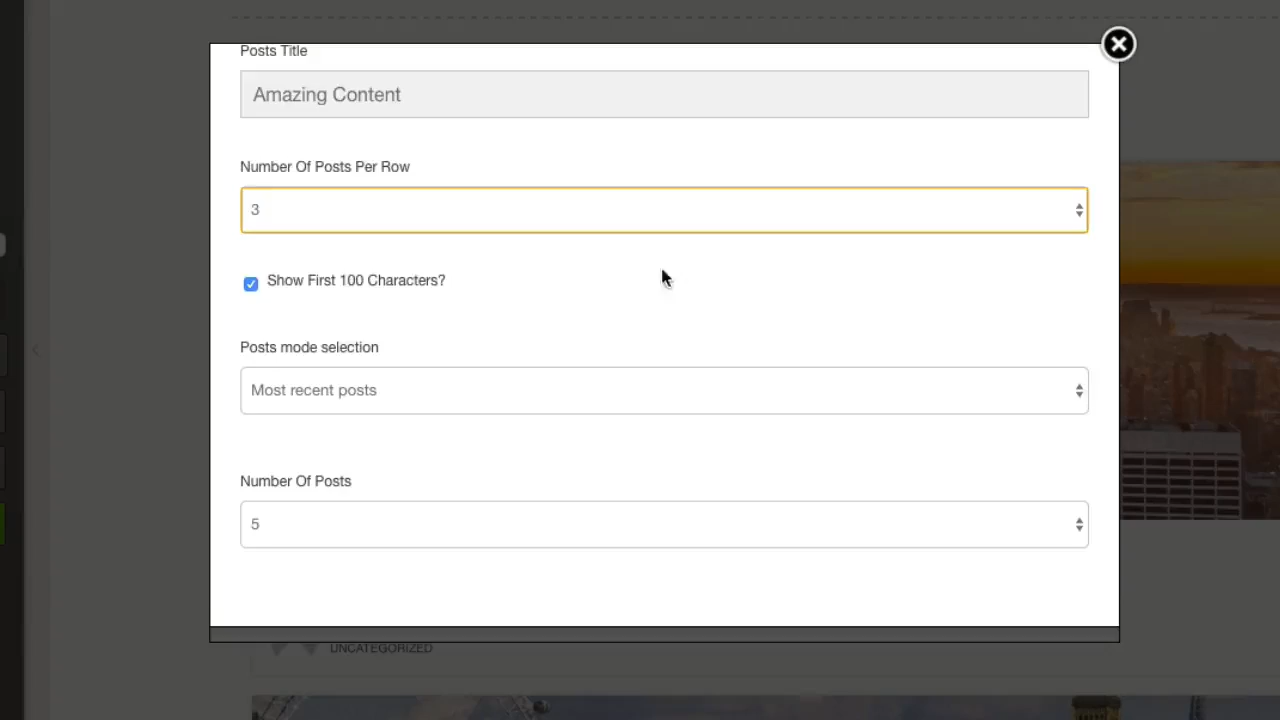 Posts Title
Amazing Content
Number Of Posts Per Row
3
Show First 100 Characters?
Posts mode selection
Most recent posts
Number Of Posts
5
UNCATEGORIZED